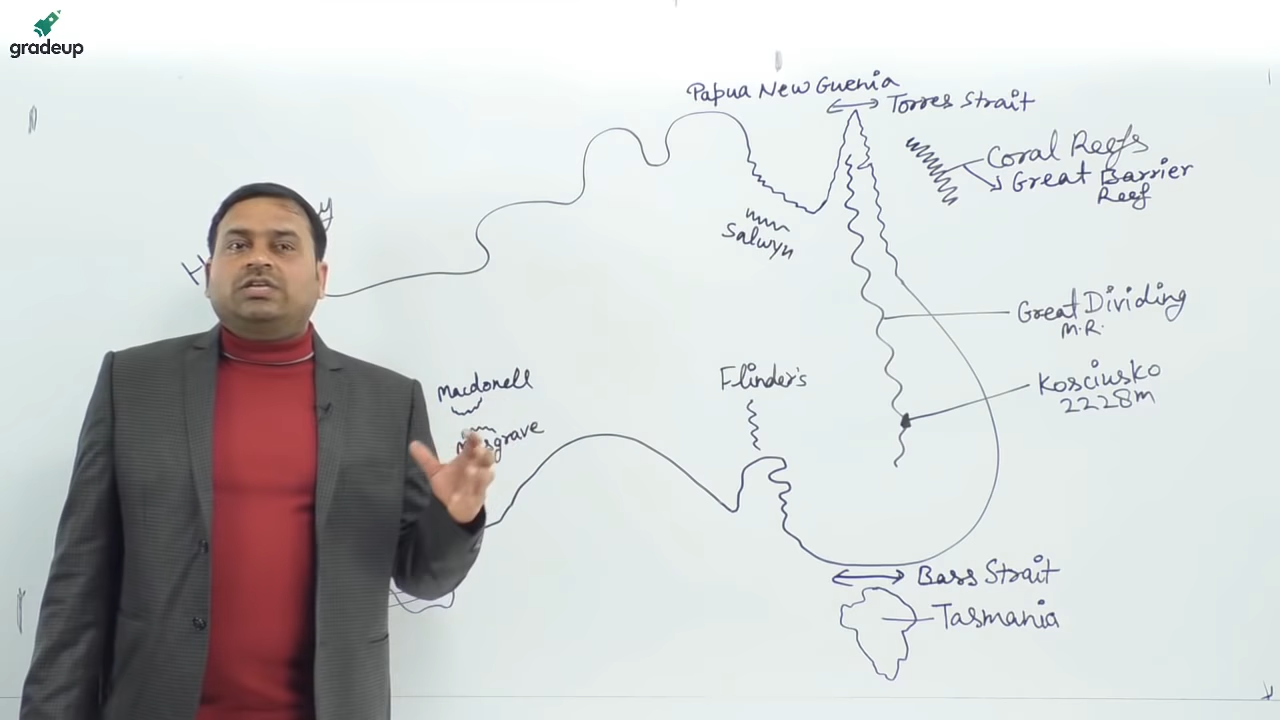 gradeup
Papua New Guenia
Torres Strait
Coral Reefs
Great Barrier
Reef
Salwyn
Great Dividing
M.R.
Flinder's
Kosciusko
2228m
Macdonell
Musgrave
Bass Strait
Tasmania